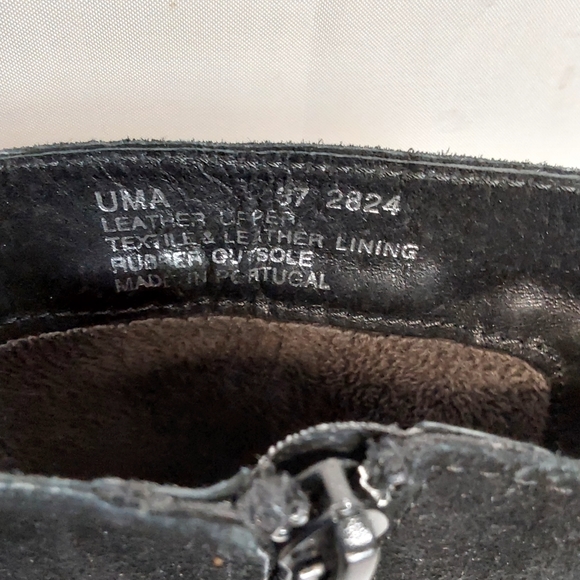 UMA 37 2824
LEATHER UPPER
TEXTILE & LEATHER LINING
RUBBER OUTSOLE
MADE IN PORTUGAL